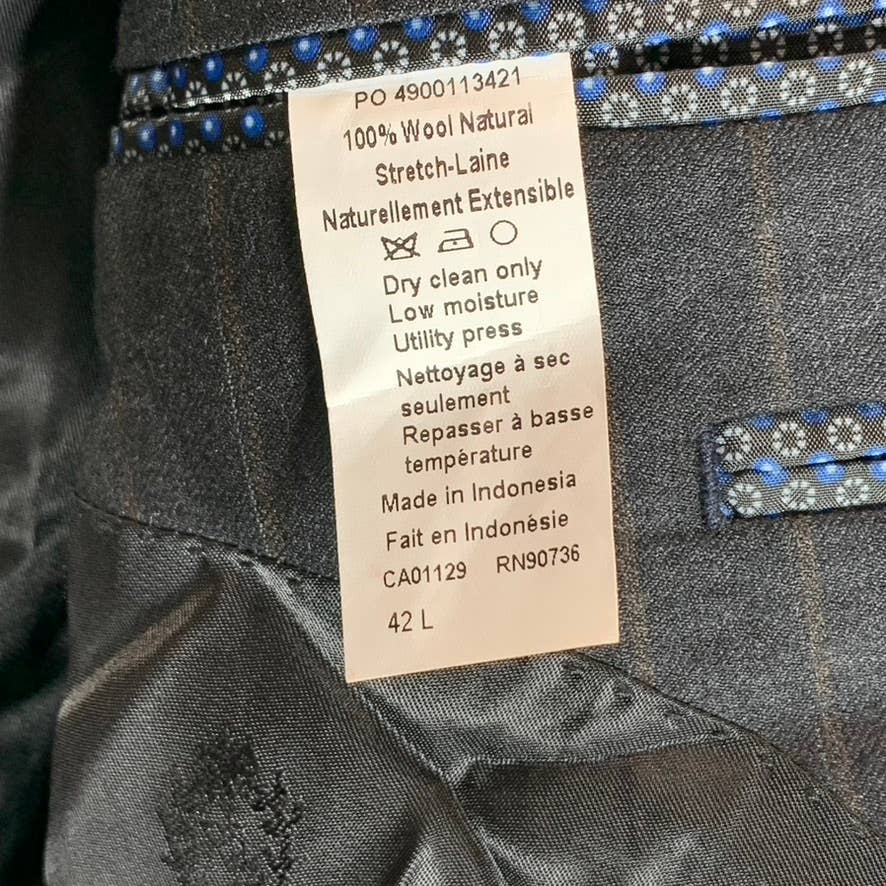 PO 4900113421
100% Wool Natural
Stretch-Laine
Naturellement Extensible
Dry clean only
Low moisture
Utility press
Nettoyage à sec
seulement
Repasser à basse
température
Made in Indonesia
Fait en Indonésie
CA01129 RN90736
42 L